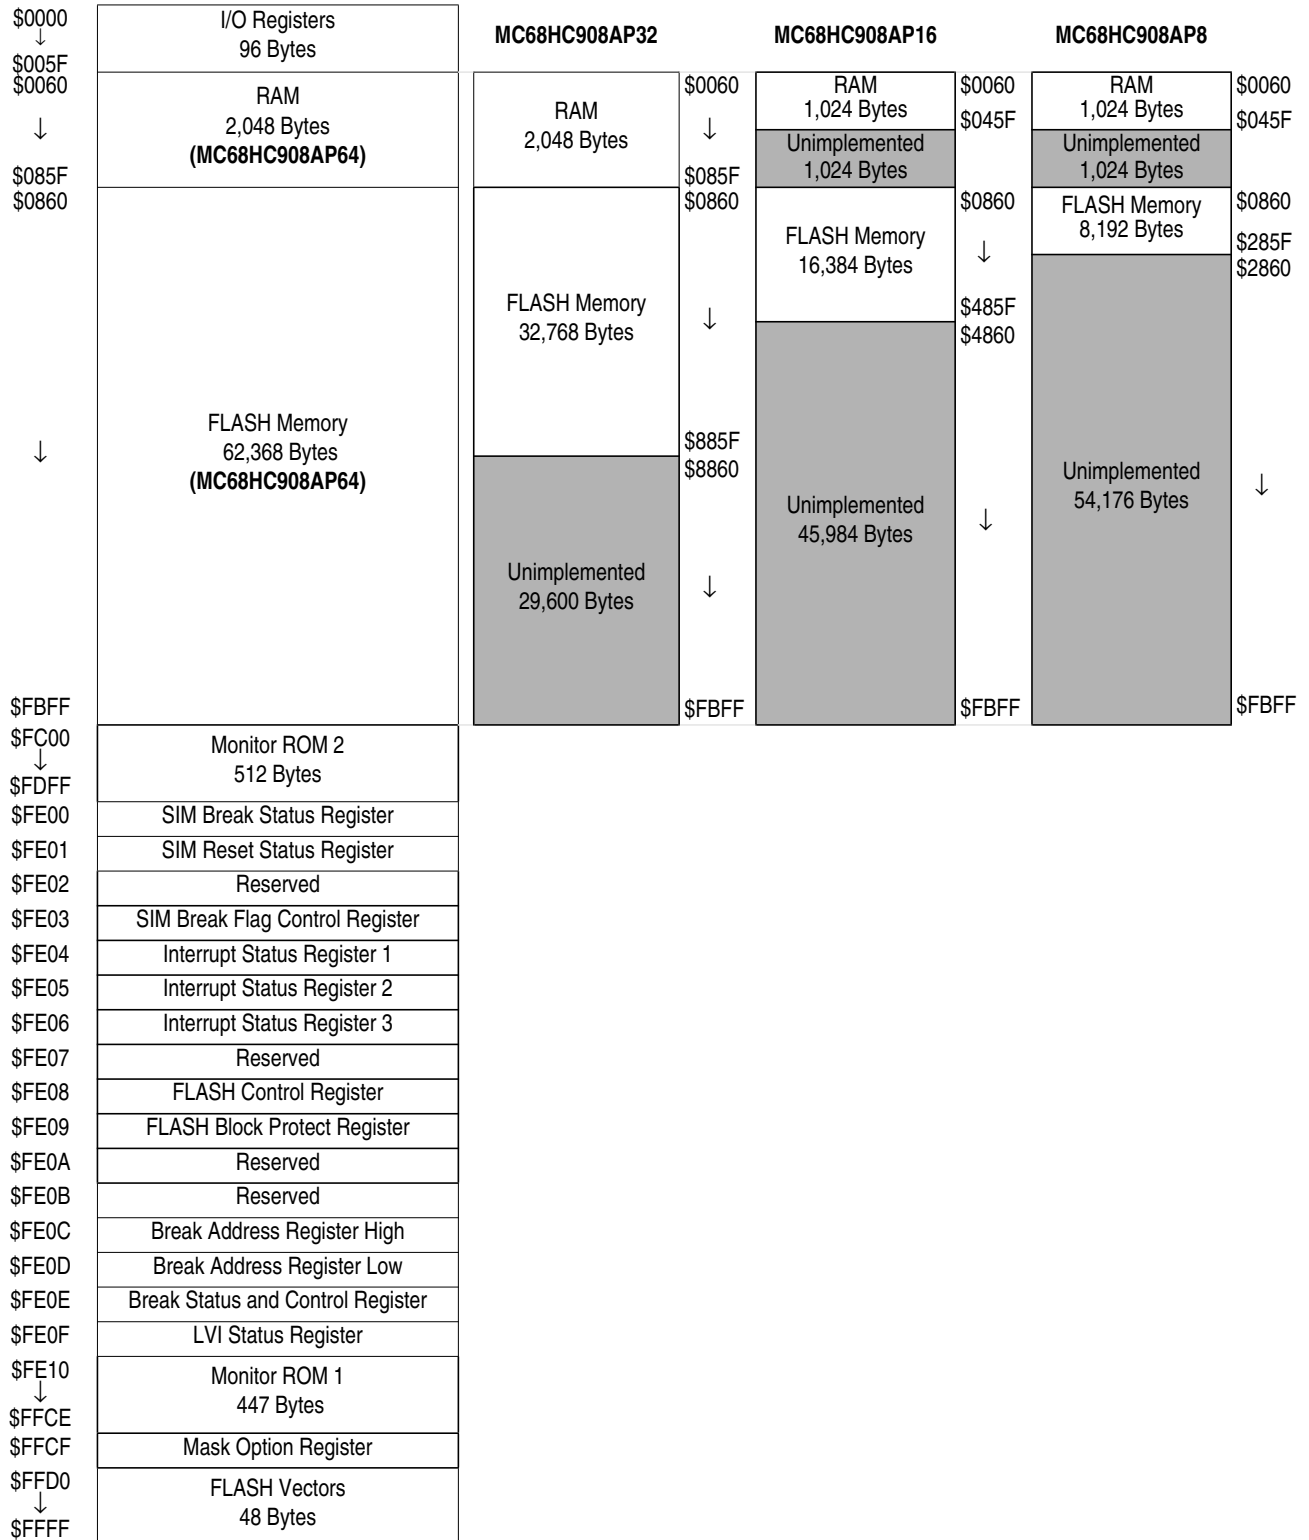 $0000
↓
$005F
I/O Registers
96 Bytes
MC68HC908AP32
MC68HC908AP16
MC68HC908AP8
$0060
↓
$085F
RAM
2,048 Bytes
(MC68HC908AP64)
RAM
2,048 Bytes
$0060
↓
$085F
RAM
1,024 Bytes
$0060
$045F
Unimplemented
1,024 Bytes
RAM
1,024 Bytes
$0060
$045F
Unimplemented
1,024 Bytes
$0860
↓
$FBFF
FLASH Memory
62,368 Bytes
(MC68HC908AP64)
FLASH Memory
32,768 Bytes
$0860
↓
$885F
$8860
Unimplemented
29,600 Bytes
↓
$FBFF
FLASH Memory
16,384 Bytes
$0860
↓
$485F
$4860
Unimplemented
45,984 Bytes
↓
$FBFF
FLASH Memory
8,192 Bytes
$0860
$285F
$2860
Unimplemented
54,176 Bytes
↓
$FBFF
$FC00
↓
$FDFF
Monitor ROM 2
512 Bytes
$FE00 SIM Break Status Register
$FE01 SIM Reset Status Register
$FE02 Reserved
$FE03 SIM Break Flag Control Register
$FE04 Interrupt Status Register 1
$FE05 Interrupt Status Register 2
$FE06 Interrupt Status Register 3
$FE07 Reserved
$FE08 FLASH Control Register
$FE09 FLASH Block Protect Register
$FE0A Reserved
$FE0B Reserved
$FE0C Break Address Register High
$FE0D Break Address Register Low
$FE0E Break Status and Control Register
$FE0F LVI Status Register
$FE10
↓
$FFCE
Monitor ROM 1
447 Bytes
$FFCF Mask Option Register
$FFD0
↓
$FFFF
FLASH Vectors
48 Bytes